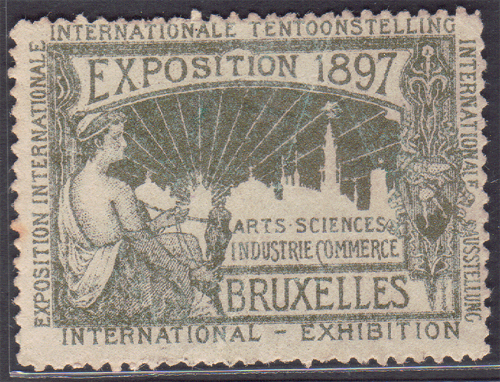 INTERNATIONALE TENTOONSTELLING
EXPOSITION INTERNATIONALE
EXPOSITION 1897
ARTS·SCIENCES
INDUSTRIE COMMERCE
BRUXELLES
INTERNATIONALE AUSSTELLUNG
INTERNATIONAL - EXHIBITION